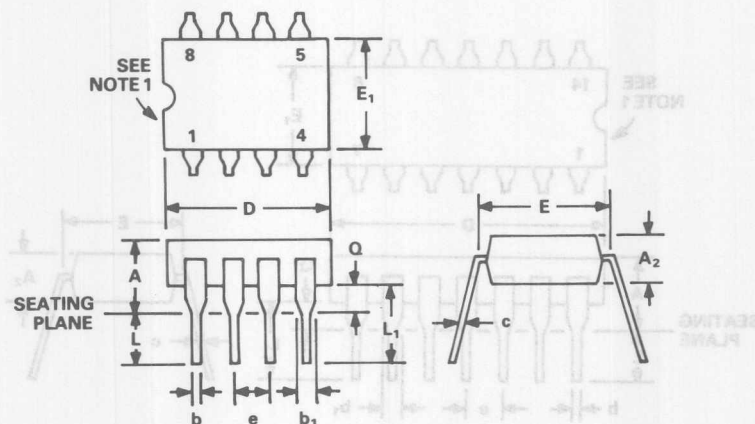 8 5
SEE
NOTE 1
E₁
1 4
D
E
A
Q
A₂
SEATING
PLANE
L
L₁
c
b e b₁